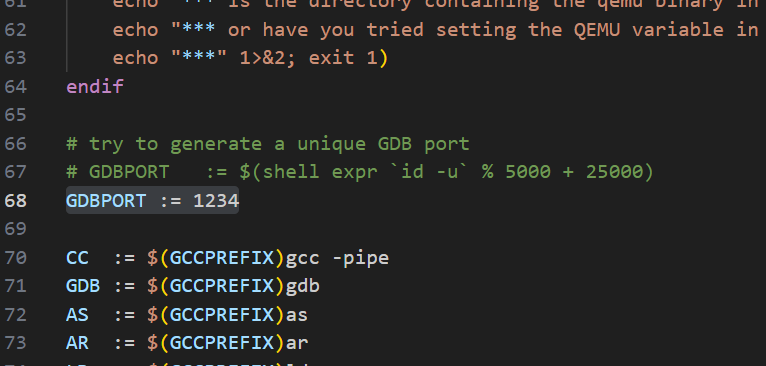 61 echo "*** is the directory containing the qemu binary in
62 echo "*** or have you tried setting the QEMU variable in
63 echo "***" 1>&2; exit 1)
64 endif
65
66 # try to generate a unique GDB port
67 # GDBPORT   := $(shell expr `id -u` % 5000 + 25000)
68 GDBPORT := 1234
69
70 CC  := $(GCCPREFIX)gcc -pipe
71 GDB := $(GCCPREFIX)gdb
72 AS  := $(GCCPREFIX)as
73 AR  := $(GCCPREFIX)ar